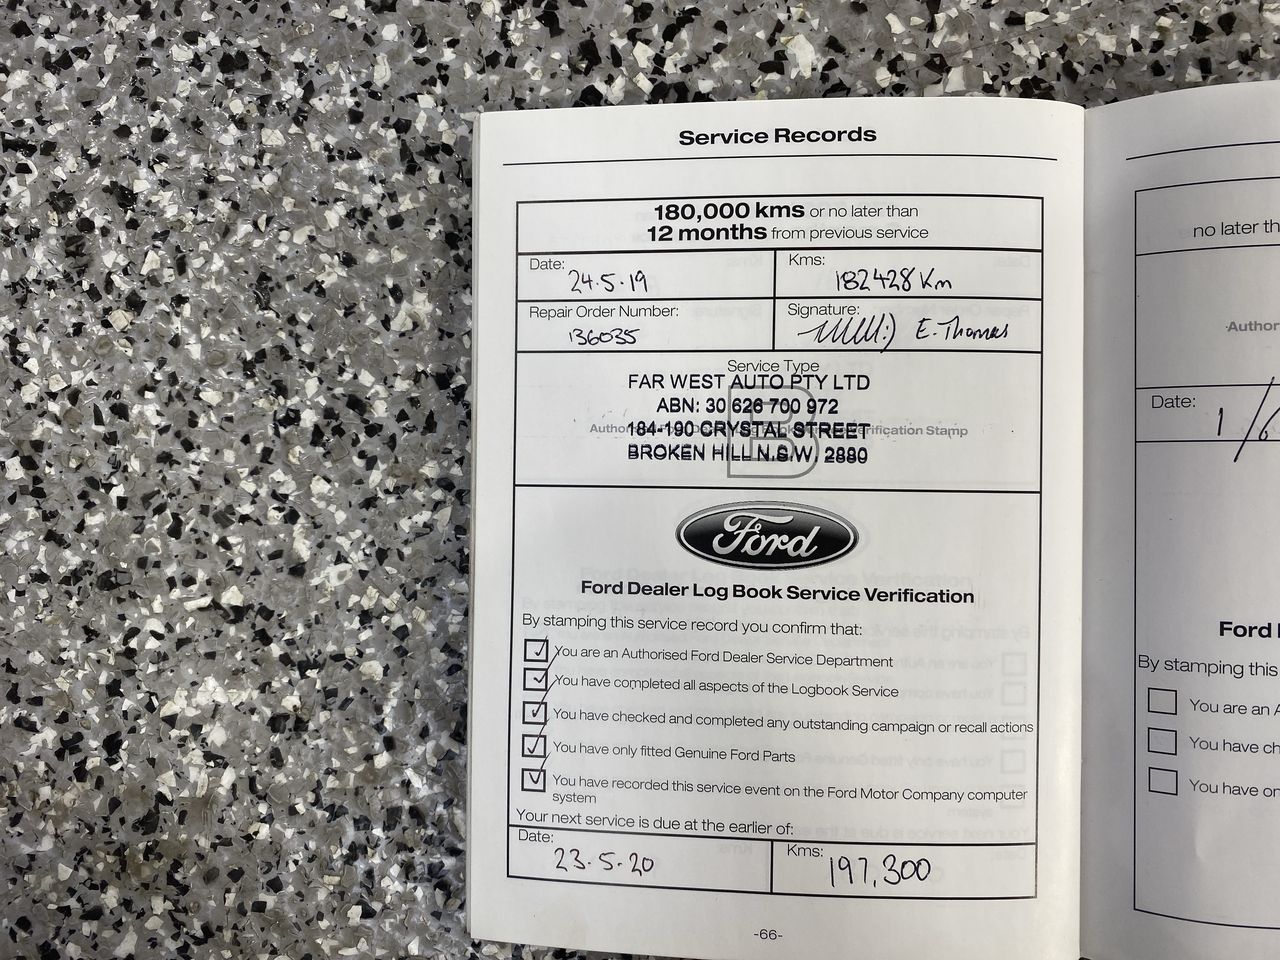 Service Records
180,000 kms or no later than
12 months from previous service
Date:
24.5.19
Kms:
182428 Km
Repair Order Number:
136035
Signature:
E. Thomas
Service Type
FAR WEST AUTO PTY LTD
ABN: 30 626 700 972
184-190 CRYSTAL STREET
BROKEN HILL N.S.W. 2880
B
Ford
Ford Dealer Log Book Service Verification
By stamping this service record you confirm that:
You are an Authorised Ford Dealer Service Department
You have completed all aspects of the Logbook Service
You have checked and completed any outstanding campaign or recall actions
You have only fitted Genuine Ford Parts
You have recorded this service event on the Ford Motor Company computer
system
Your next service is due at the earlier of:
Date:
23.5.20
Kms:
197,300
-66-
no later
Date:
1/6
Ford
By stamping this
You are an
You have
You have